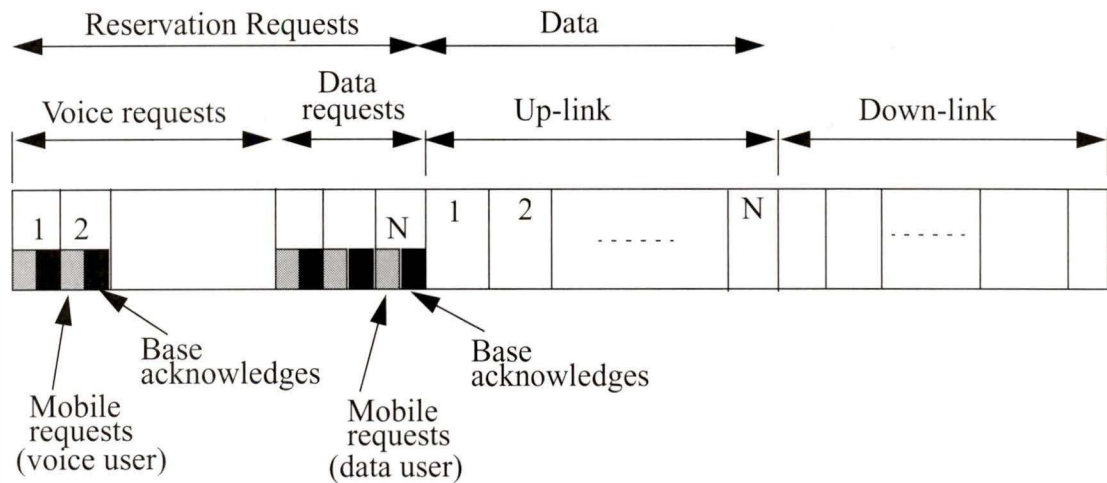 Reservation Requests
Data
Voice requests
Data
requests
Up-link
Down-link
1
2
N
1
2
N
Base
acknowledges
Base
acknowledges
Mobile
requests
(voice user)
Mobile
requests
(data user)